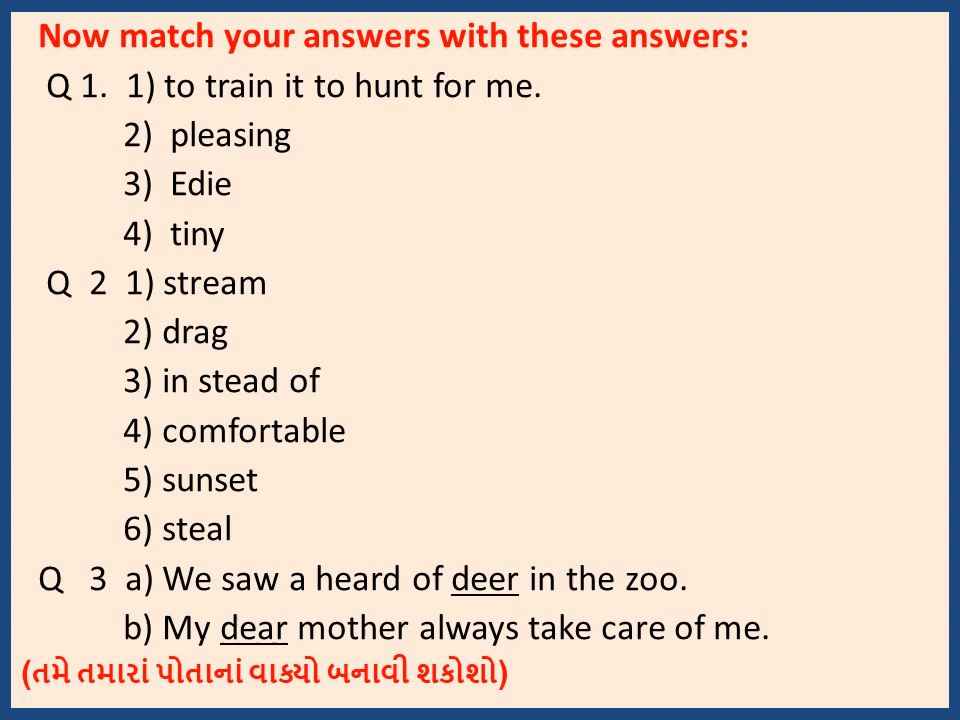 Now match your answers with these answers:
Q 1. 1) to train it to hunt for me.
2) pleasing
3) Edie
4) tiny
Q 2 1) stream
2) drag
3) in stead of
4) comfortable
5) sunset
6) steal
Q 3 a) We saw a heard of deer in the zoo.
b) My dear mother always take care of me.
(તમે તમારાં પોતાનાં વાક્યો બનાવી શકોશો)